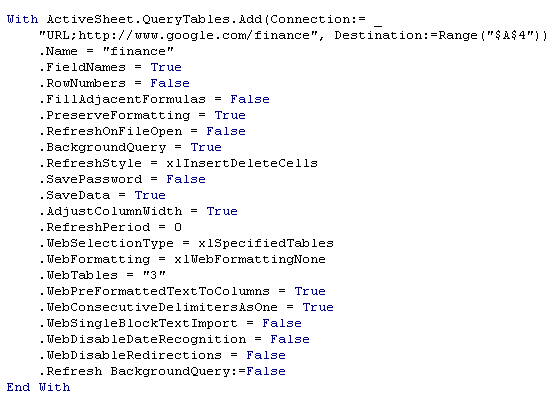 With ActiveSheet.QueryTables.Add(Connection:= _
"URL;http://www.google.com/finance", Destination:=Range("$A$4"))
.Name = "finance"
.FieldNames = True
.RowNumbers = False
.FillAdjacentFormulas = False
.PreserveFormatting = True
.RefreshOnFileOpen = False
.BackgroundQuery = True
.RefreshStyle = xlInsertDeleteCells
.SavePassword = False
.SaveData = True
.AdjustColumnWidth = True
.RefreshPeriod = 0
.WebSelectionType = xlSpecifiedTables
.WebFormatting = xlWebFormattingNone
.WebTables = "3"
.WebPreFormattedTextToColumns = True
.WebConsecutiveDelimitersAsOne = True
.WebSingleBlockTextImport = False
.WebDisableDateRecognition = False
.WebDisableRedirections = False
.Refresh BackgroundQuery:=False
End With